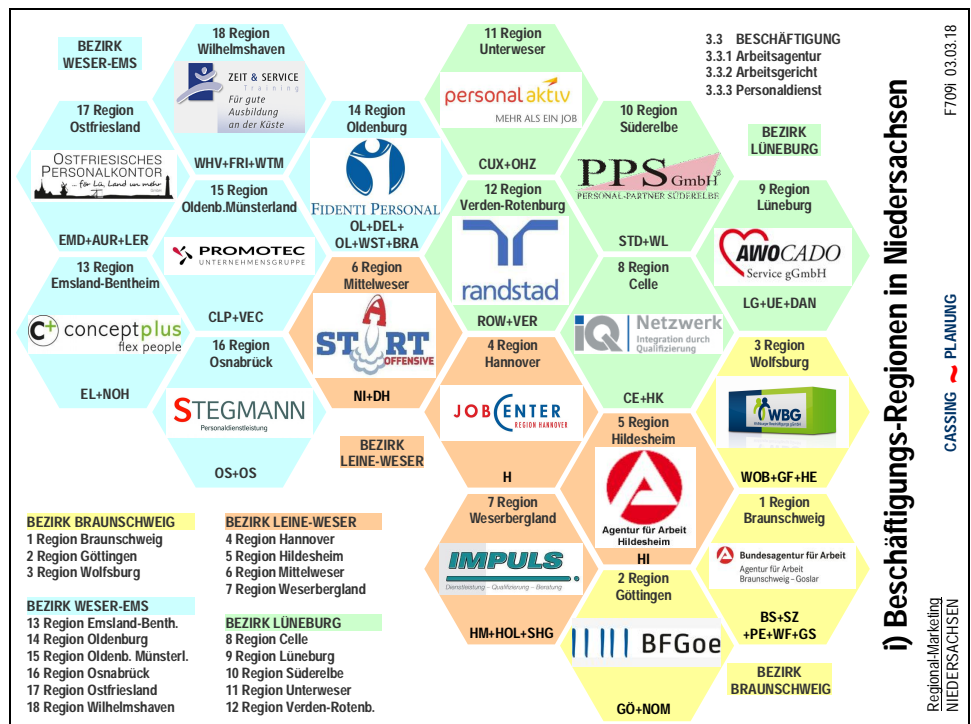 BEZIRK
WESER-EMS
18 Region
Wilhelmshaven
ZEIT & SERVICE
Training
Für gute
Ausbildung
an der Küste
WHV+FRI+WTM
11 Region
Unterweser
personal aktiv
MEHR ALS EIN JOB
CUX+OHZ
3.3 BESCHÄFTIGUNG
3.3.1 Arbeitsagentur
3.3.2 Arbeitsgericht
3.3.3 Personaldienst
17 Region
Ostfriesland
OSTFRIESISCHES
PERSONALKONTOR
... för Lü, Land un mehr
EMD+AUR+LER
14 Region
Oldenburg
FIDENTI PERSONAL
OL+DEL+
OL+WST+BRA
10 Region
Süderelbe
PPS GmbH
PERSONAL-PARTNER SÜDERELBE
STD+WL
BEZIRK
LÜNEBURG
15 Region
Oldenb.Münsterland
PROMOTEC
UNTERNEHMENSGRUPPE
CLP+VEC
12 Region
Verden-Rotenburg
randstad
ROW+VER
9 Region
Lüneburg
AWOCADO
Service gGmbH
LG+UE+DAN
13 Region
Emsland-Bentheim
C+ conceptplus
flex people
EL+NOH
6 Region
Mittelweser
START
OFFENSIVE
NI+DH
8 Region
Celle
iQ Netzwerk
Integration durch
Qualifizierung
CE+HK
16 Region
Osnabrück
STEGMANN
Personaldienstleistung
OS+OS
4 Region
Hannover
JOBCENTER
REGION HANNOVER
H
3 Region
Wolfsburg
WBG
WOB+GF+HE
BEZIRK
LEINE-WESER
5 Region
Hildesheim
Agentur für Arbeit
Hildesheim
HI
7 Region
Weserbergland
IMPULS
Dienstleistung – Qualifizierung – Beratung
HM+HOL+SHG
1 Region
Braunschweig
Bundesagentur für Arbeit
Agentur für Arbeit
Braunschweig – Goslar
BS+SZ
+PE+WF+GS
2 Region
Göttingen
BFGoe
GÖ+NOM
BEZIRK
BRAUNSCHWEIG
BEZIRK BRAUNSCHWEIG
1 Region Braunschweig
2 Region Göttingen
3 Region Wolfsburg
BEZIRK WESER-EMS
13 Region Emsland-Benth.
14 Region Oldenburg
15 Region Oldenb. Münsterl.
16 Region Osnabrück
17 Region Ostfriesland
18 Region Wilhelmshaven
BEZIRK LEINE-WESER
4 Region Hannover
5 Region Hildesheim
6 Region Mittelweser
7 Region Weserbergland
BEZIRK LÜNEBURG
8 Region Celle
9 Region Lüneburg
10 Region Süderelbe
11 Region Unterweser
12 Region Verden-Rotenb.
i) Beschäftigungs-Regionen in Niedersachsen
Regional-Marketing
NIEDERSACHSEN
CASSING ~ PLANUNG
F709i 03.03.18